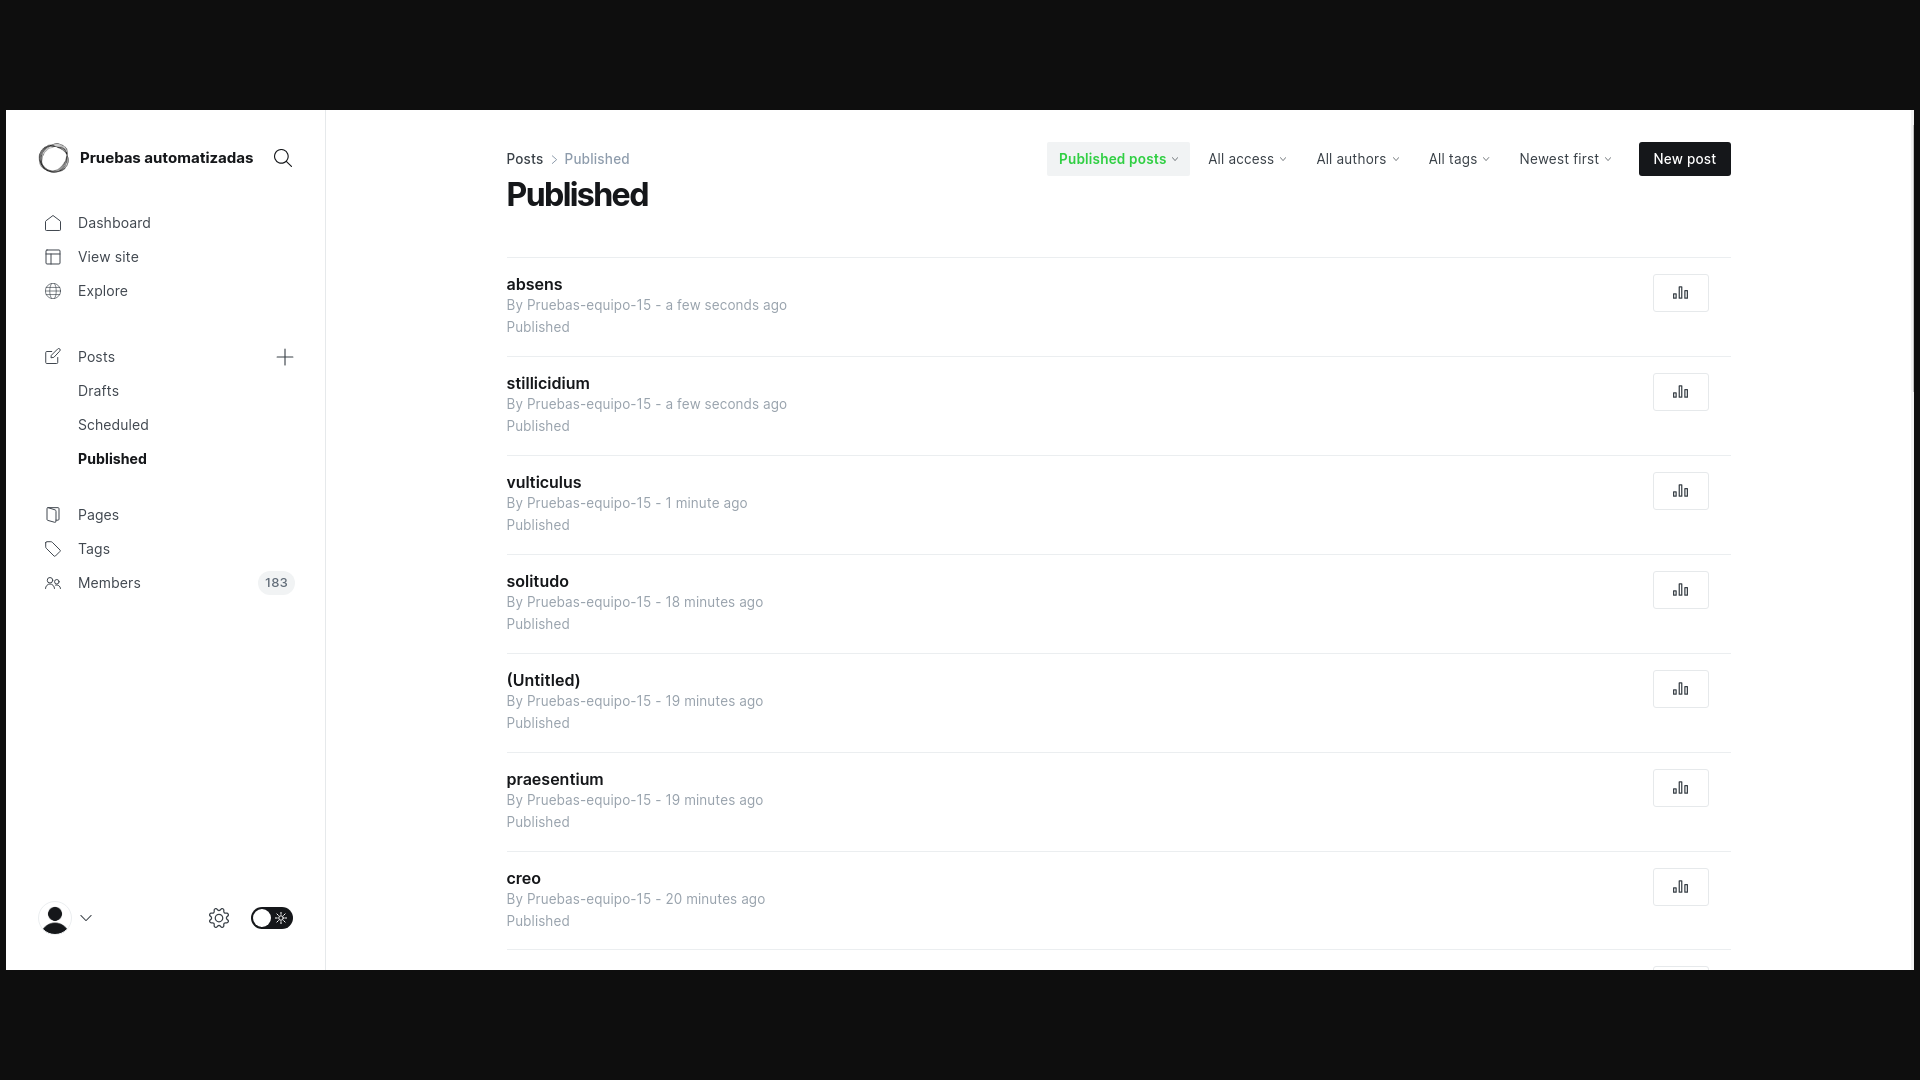 Pruebas automatizadas
Dashboard
View site
Explore
Posts
Drafts
Scheduled
Published
Pages
Tags
Members 183
Posts > Published
Published posts All access All authors All tags Newest first New post
Published
absens
By Pruebas-equipo-15 - a few seconds ago
Published
stillicidium
By Pruebas-equipo-15 - a few seconds ago
Published
vulticulus
By Pruebas-equipo-15 - 1 minute ago
Published
solitudo
By Pruebas-equipo-15 - 18 minutes ago
Published
(Untitled)
By Pruebas-equipo-15 - 19 minutes ago
Published
praesentium
By Pruebas-equipo-15 - 19 minutes ago
Published
creo
By Pruebas-equipo-15 - 20 minutes ago
Published